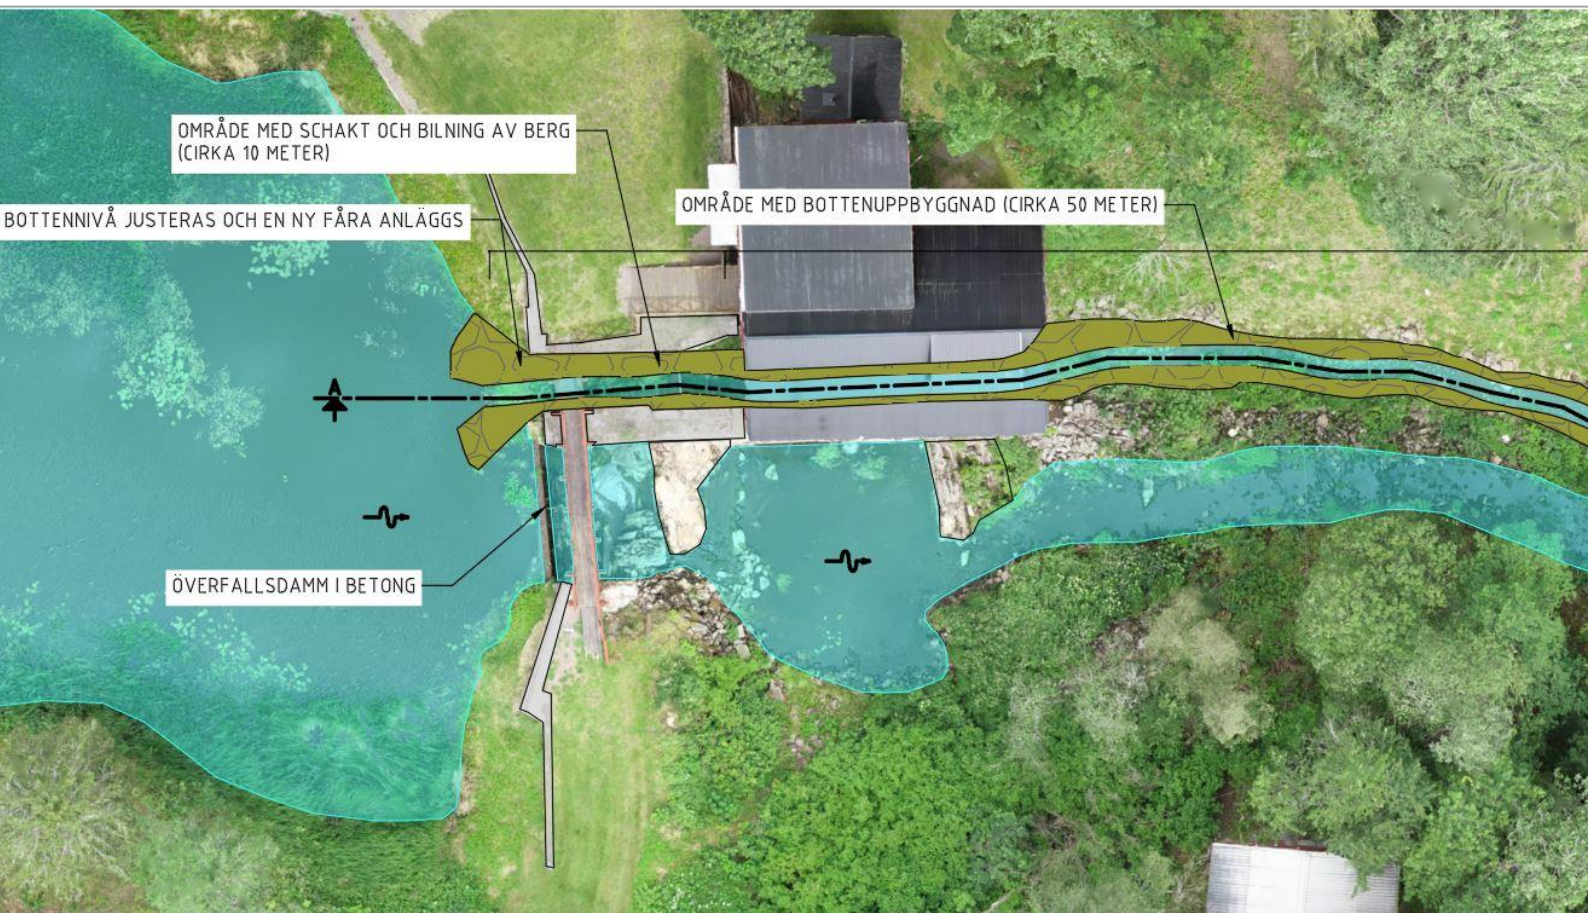 OMRÅDE MED SCHAKT OCH BILNING AV BERG
(CIRKA 10 METER)
BOTTENNIVÅ JUSTERAS OCH EN NY FÅRA ANLÄGGS
OMRÅDE MED BOTTENUPPBYGGNAD (CIRKA 50 METER)
A
ÖVERFALLSDAMM I BETONG